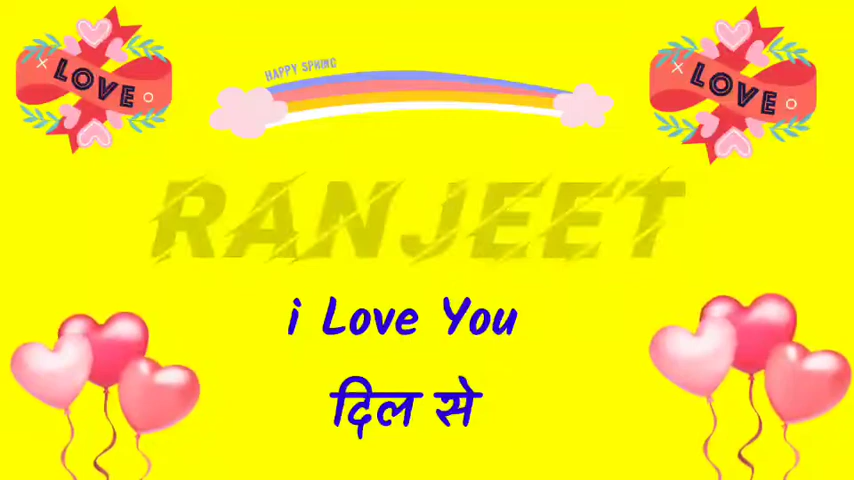 LOVE
HAPPY SPRING
LOVE
RANJEET
i Love You
दिल से